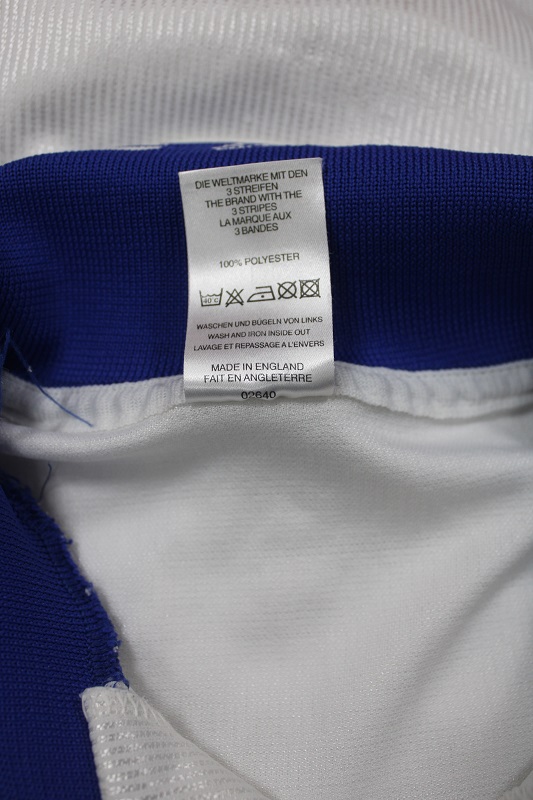 DIE WELTMARKE MIT DEN
3 STREIFEN
THE BRAND WITH THE
3 STRIPES
LA MARQUE AUX
3 BANDES
100% POLYESTER
40°C
WASCHEN UND BÜGELN VON LINKS
WASH AND IRON INSIDE OUT
LAVAGE ET REPASSAGE A L'ENVERS
MADE IN ENGLAND
FAIT EN ANGLETERRE
02640